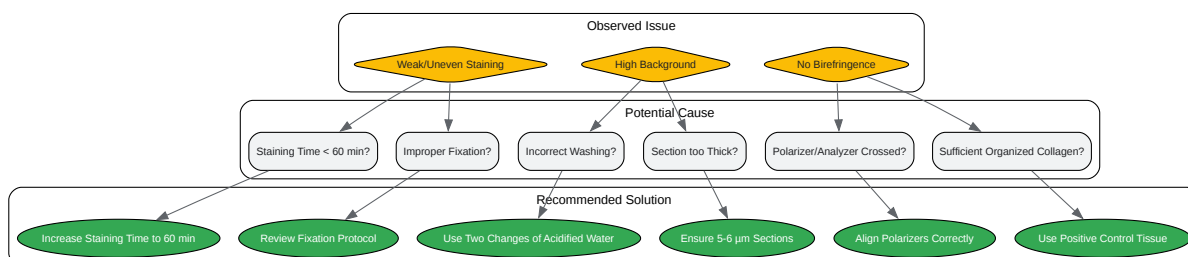 Observed Issue
Weak/Uneven Staining
High Background
No Birefringence
Potential Cause
Staining Time < 60 min?
Improper Fixation?
Incorrect Washing?
Section too Thick?
Polarizer/Analyzer Crossed?
Sufficient Organized Collagen?
Recommended Solution
Increase Staining Time to 60 min
Review Fixation Protocol
Use Two Changes of Acidified Water
Ensure 5-6 µm Sections
Align Polarizers Correctly
Use Positive Control Tissue